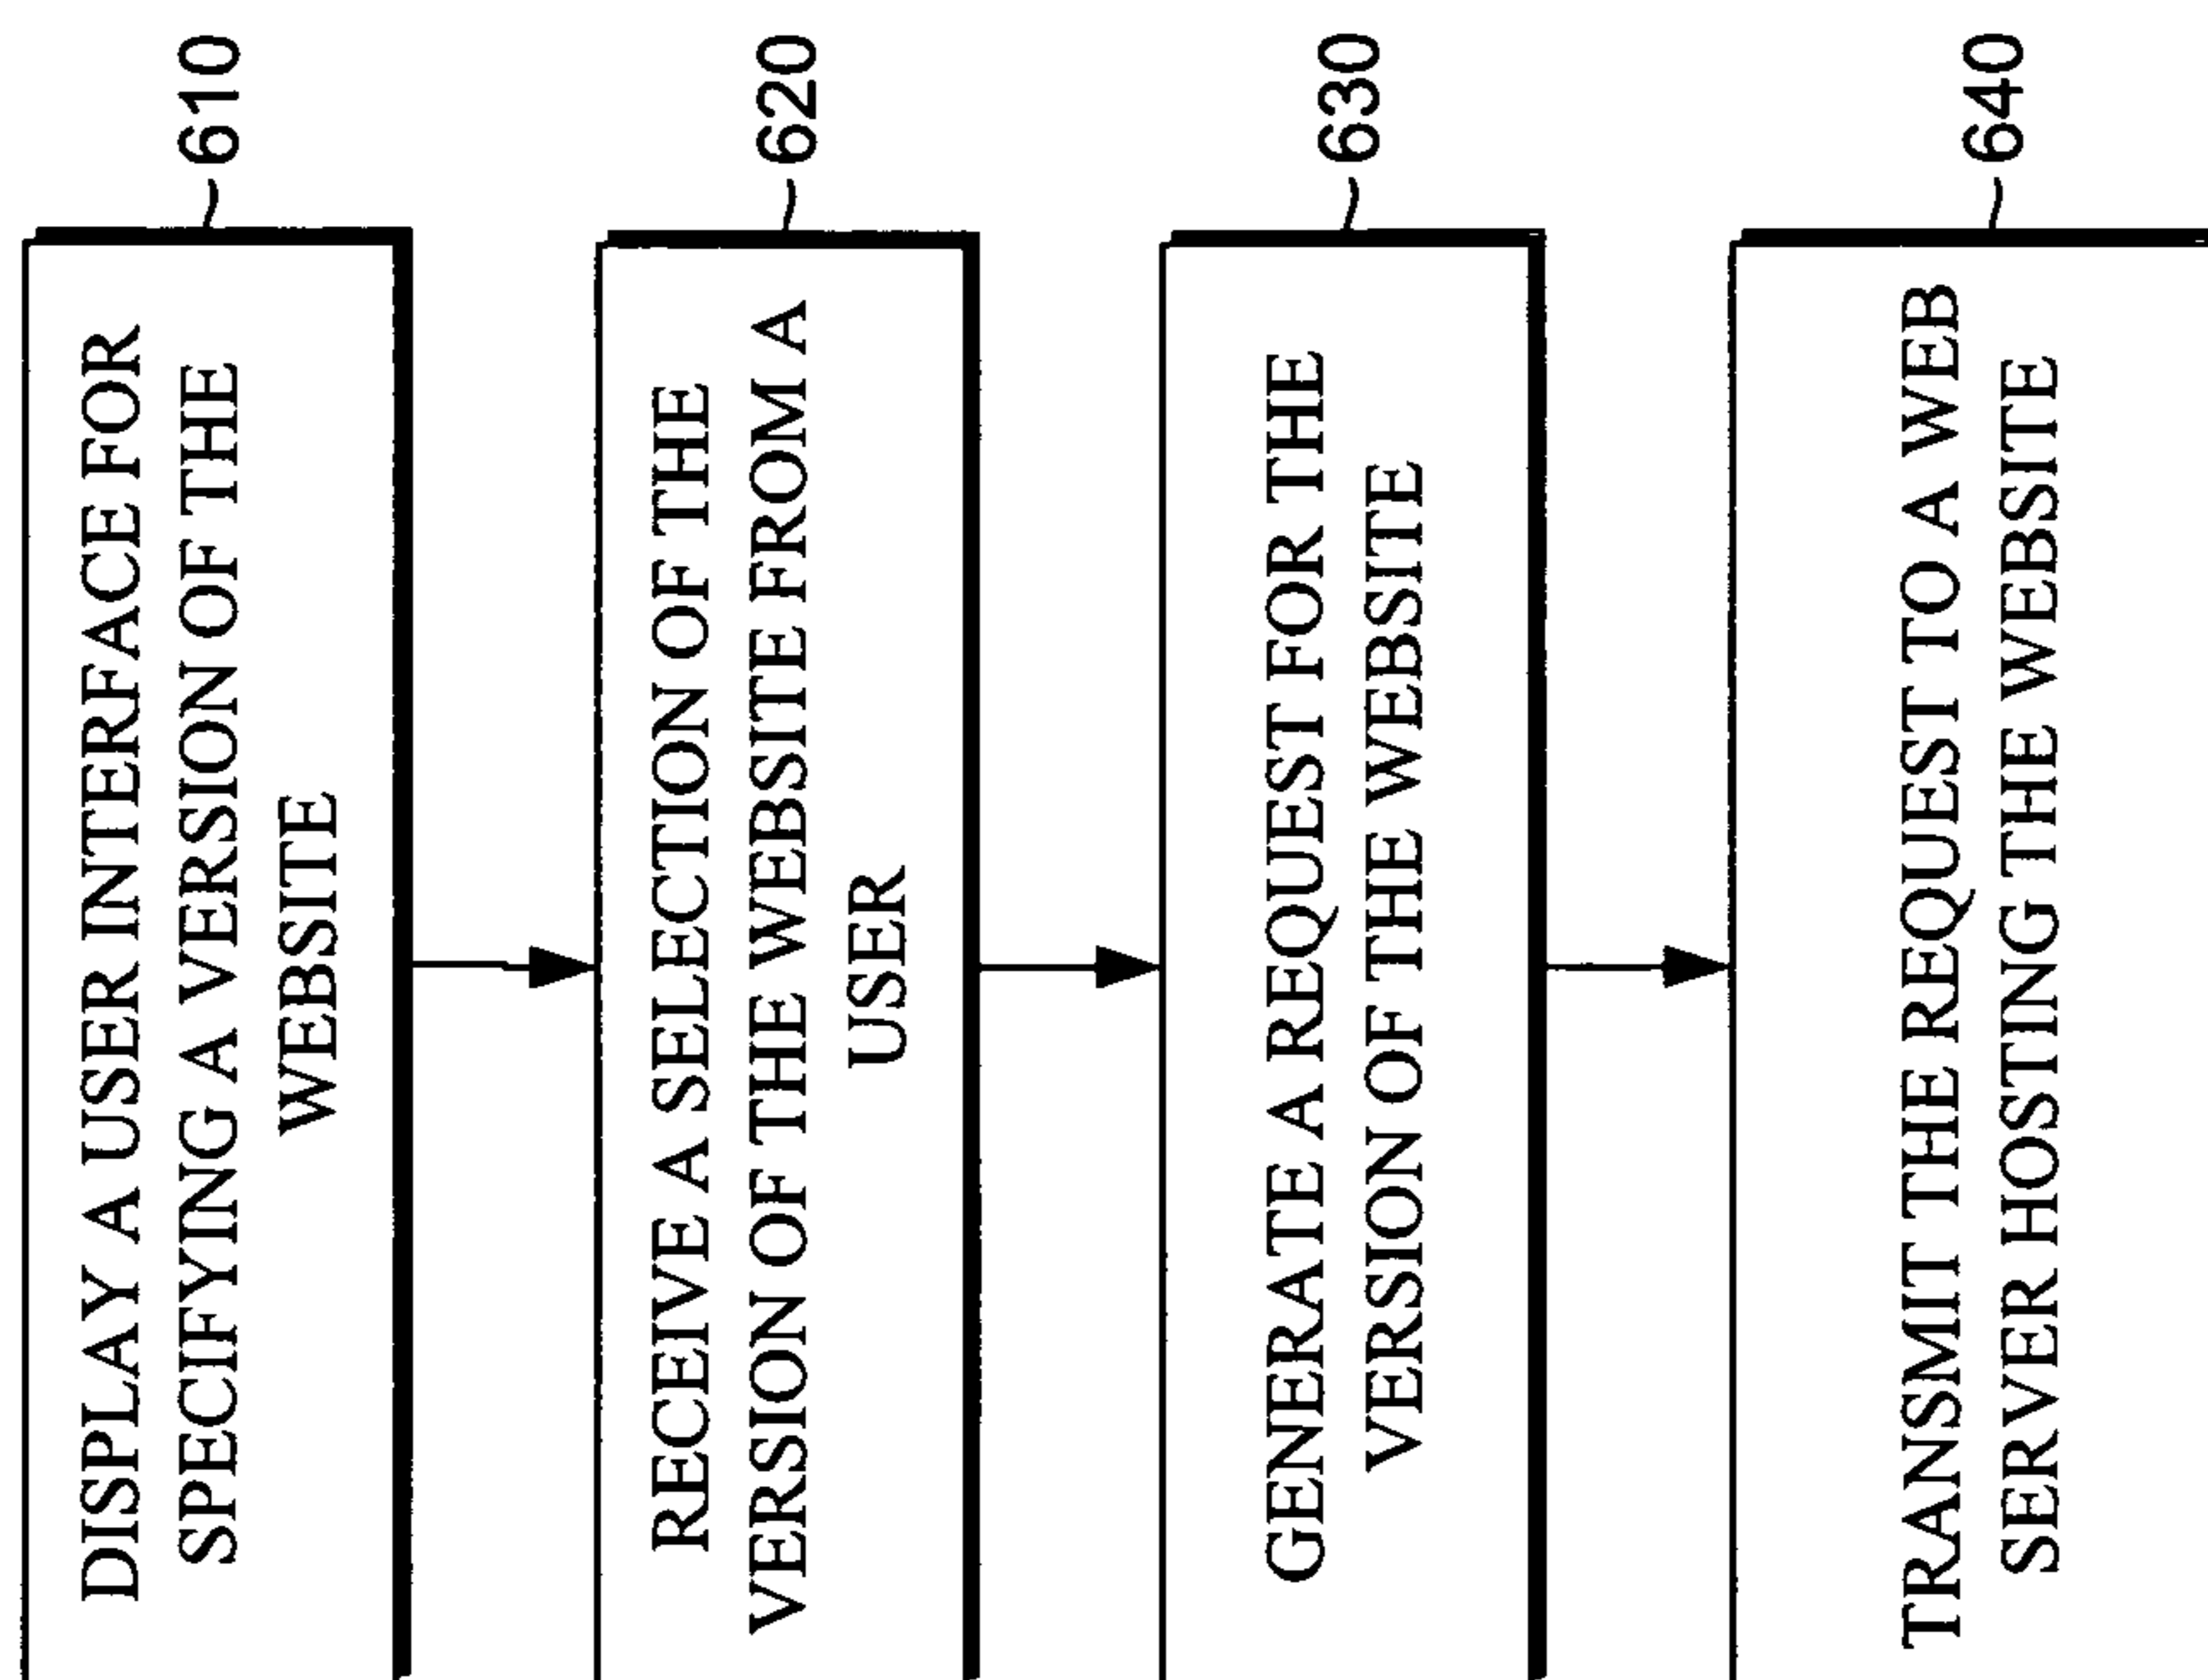 DISPLAY A USER INTERFACE FOR
SPECIFYING A VERSION OF THE
WEBSITE
610
RECEIVE A SELECTION OF THE
VERSION OF THE WEBSITE FROM A
USER
620
GENERATE A REQUEST FOR THE
VERSION OF THE WEBSITE
630
TRANSMIT THE REQUEST TO A WEB
SERVER HOSTING THE WEBSITE
640